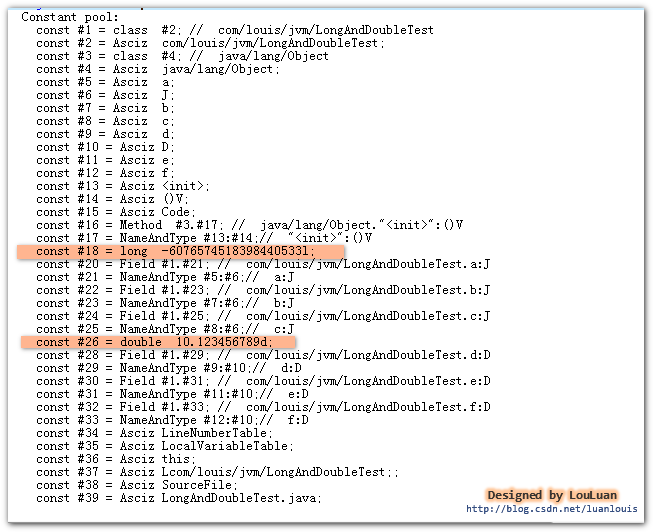 Constant pool:
const #1 = class  #2; //  com/louis/jvm/LongAndDoubleTest
const #2 = Asciz  com/louis/jvm/LongAndDoubleTest;
const #3 = class  #4; //  java/lang/Object
const #4 = Asciz  java/lang/Object;
const #5 = Asciz  a;
const #6 = Asciz  J;
const #7 = Asciz  b;
const #8 = Asciz  c;
const #9 = Asciz  d;
const #10 = Asciz D;
const #11 = Asciz e;
const #12 = Asciz f;
const #13 = Asciz <init>;
const #14 = Asciz ()V;
const #15 = Asciz Code;
const #16 = Method  #3.#17; //  java/lang/Object."<init>":()V
const #17 = NameAndType #13:#14;//  "<init>":()V
const #18 = long  -6076574518398440533l;
const #20 = Field #1.#21; //  com/louis/jvm/LongAndDoubleTest.a:J
const #21 = NameAndType #5:#6;//  a:J
const #22 = Field #1.#23; //  com/louis/jvm/LongAndDoubleTest.b:J
const #23 = NameAndType #7:#6;//  b:J
const #24 = Field #1.#25; //  com/louis/jvm/LongAndDoubleTest.c:J
const #25 = NameAndType #8:#6;//  c:J
const #26 = double  10.123456789d;
const #28 = Field #1.#29; //  com/louis/jvm/LongAndDoubleTest.d:D
const #29 = NameAndType #9:#10;//  d:D
const #30 = Field #1.#31; //  com/louis/jvm/LongAndDoubleTest.e:D
const #31 = NameAndType #11:#10;//  e:D
const #32 = Field #1.#33; //  com/louis/jvm/LongAndDoubleTest.f:D
const #33 = NameAndType #12:#10;//  f:D
const #34 = Asciz LineNumberTable;
const #35 = Asciz LocalVariableTable;
const #36 = Asciz this;
const #37 = Asciz Lcom/louis/jvm/LongAndDoubleTest;;
const #38 = Asciz SourceFile;
const #39 = Asciz LongAndDoubleTest.java;
Designed by LouLuan
http://blog.csdn.net/luanlouis